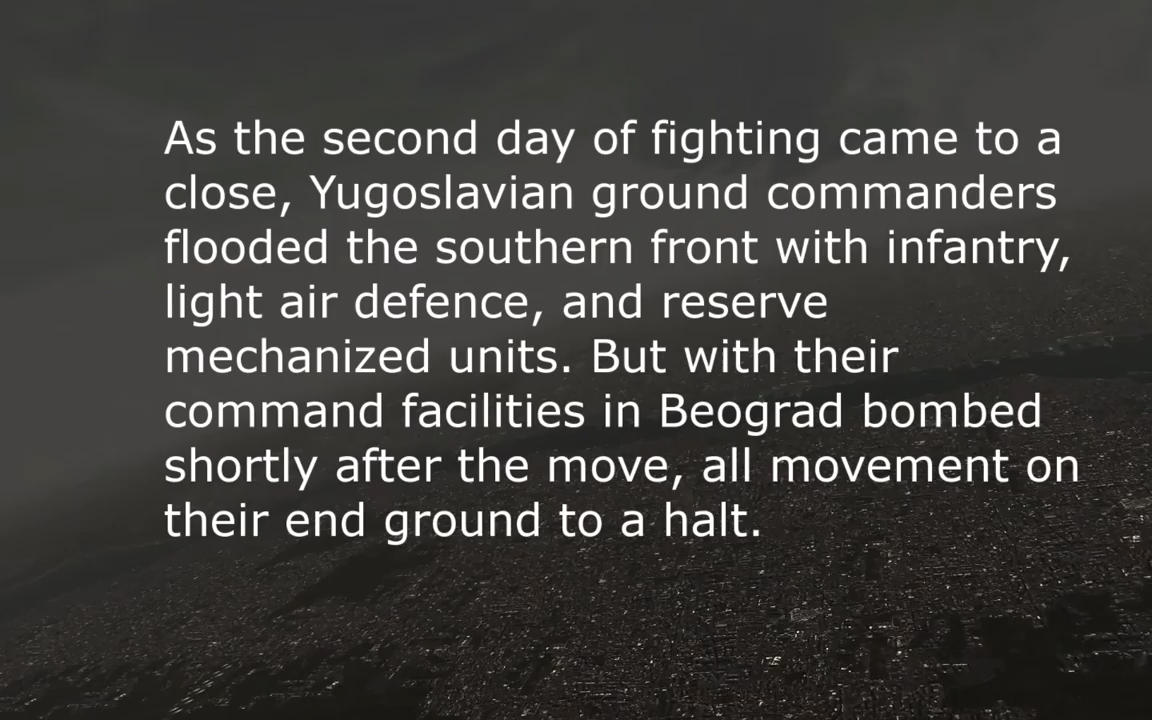 As the second day of fighting came to a
close, Yugoslavian ground commanders
flooded the southern front with infantry,
light air defence, and reserve
mechanized units. But with their
command facilities in Beograd bombed
shortly after the move, all movement on
their end ground to a halt.